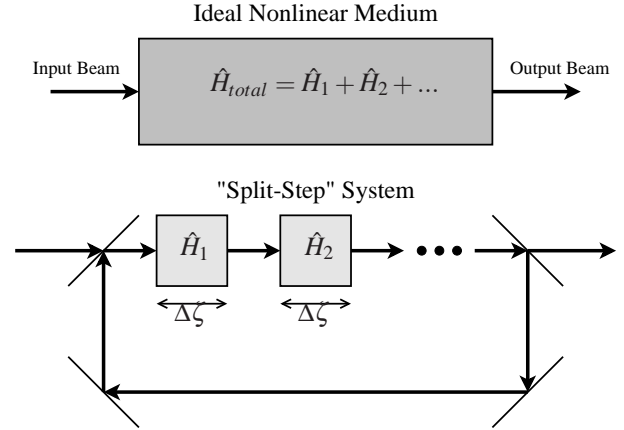 Ideal Nonlinear Medium
Input Beam
Ĥ_total = Ĥ_1 + Ĥ_2 + ...
Output Beam
"Split-Step" System
Ĥ_1
Ĥ_2
Δζ
Δζ